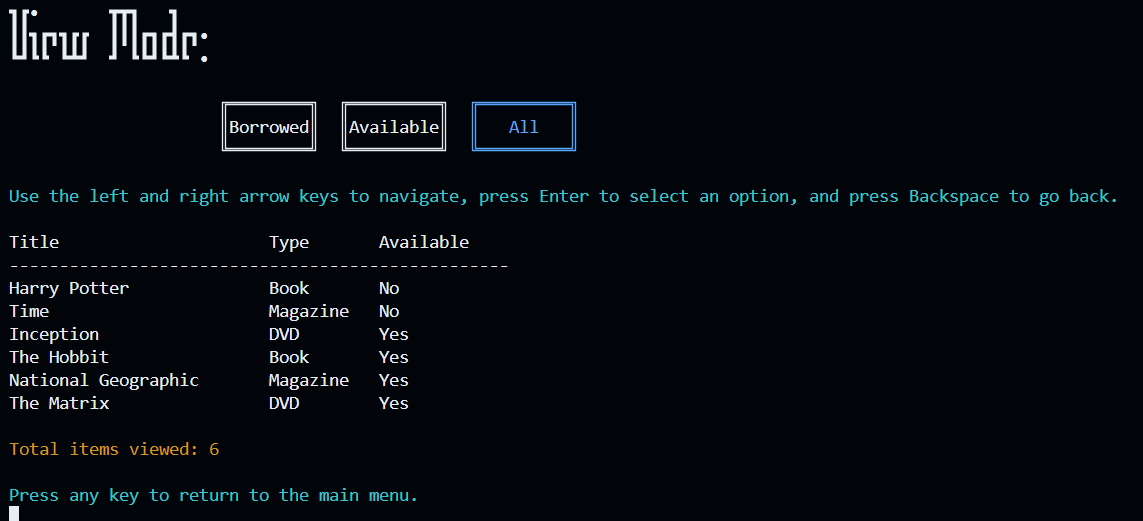 View Mode:
Borrowed Available All
Use the left and right arrow keys to navigate, press Enter to select an option, and press Backspace to go back.
Title Type Available
--------------------------------------------------
Harry Potter Book No
Time Magazine No
Inception DVD Yes
The Hobbit Book Yes
National Geographic Magazine Yes
The Matrix DVD Yes
Total items viewed: 6
Press any key to return to the main menu.